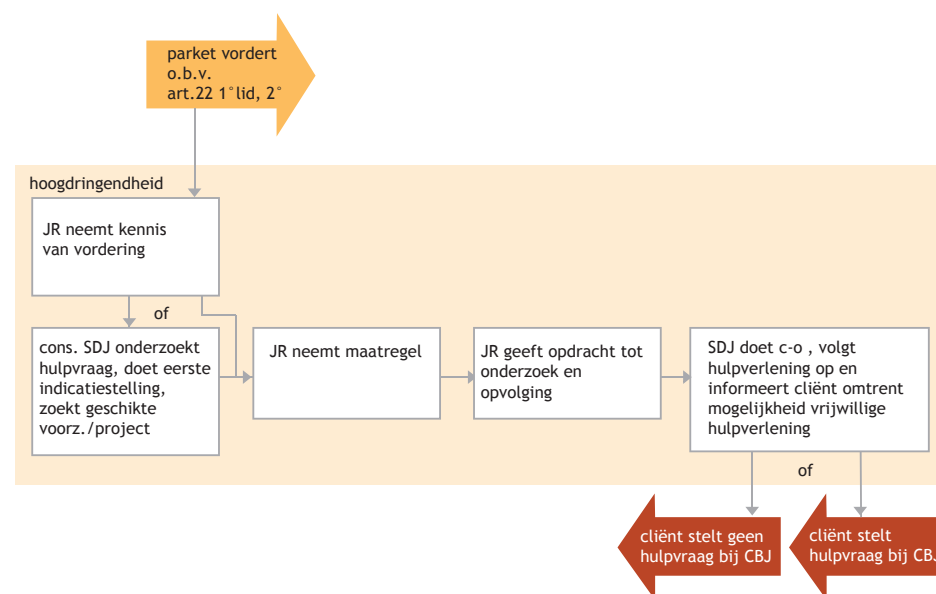 parket vordert
o.b.v.
art.22 1°lid, 2°
hoogdringendheid
JR neemt kennis
van vordering
of
cons. SDJ onderzoekt
hulpvraag, doet eerste
indicatiestelling,
zoekt geschikte
voorz./project
JR neemt maatregel
JR geeft opdracht tot
onderzoek en
opvolging
SDJ doet c-o , volgt
hulpverlening op en
informeert cliënt omtrent
mogelijkheid vrijwillige
hulpverlening
of
cliënt stelt geen
hulpvraag bij CBJ
cliënt stelt
hulpvraag bij CBJ